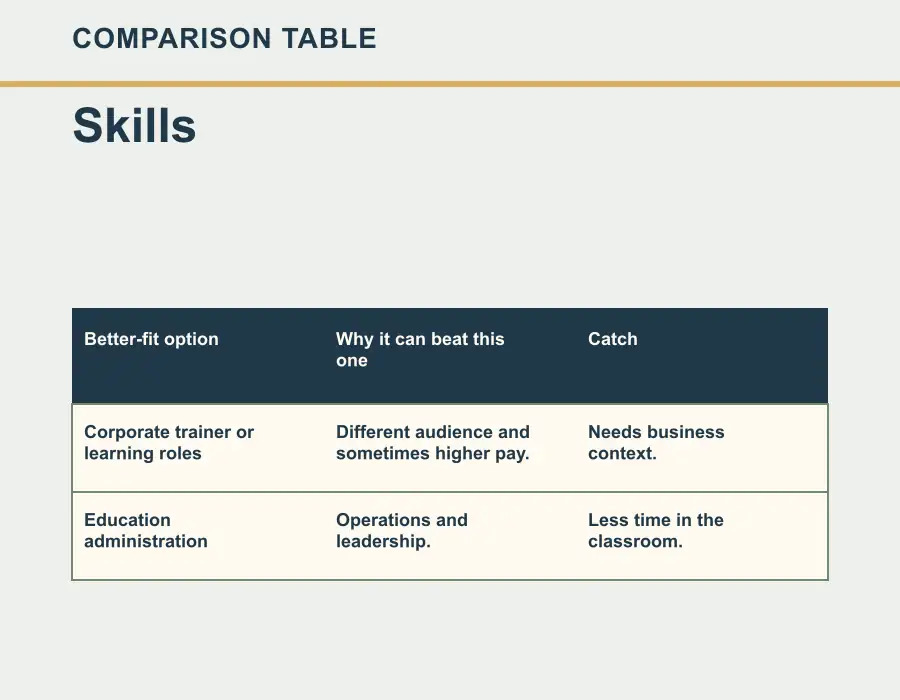 COMPARISON TABLE
Skills
Better-fit option
Why it can beat this
one
Catch
Corporate trainer or
learning roles
Different audience and
sometimes higher pay.
Needs business
context.
Education
administration
Operations and
leadership.
Less time in the
classroom.